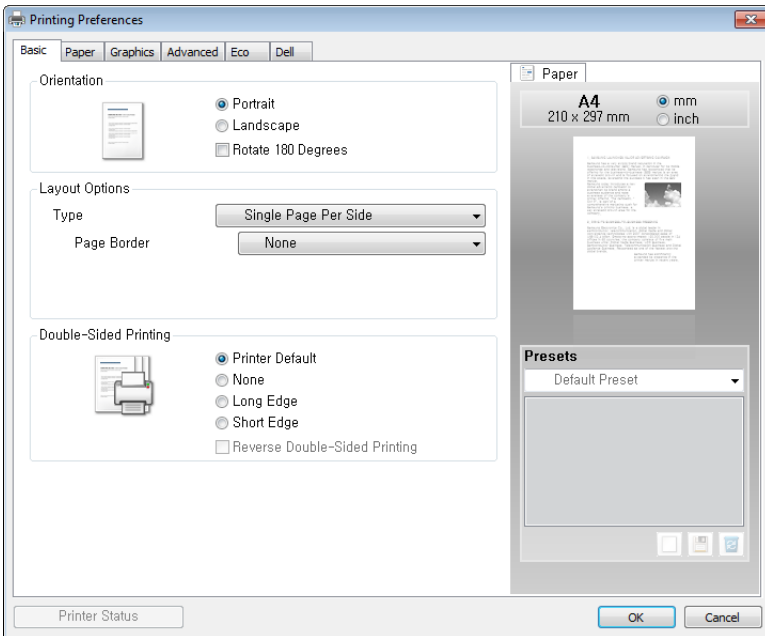 Printing Preferences
Basic Paper Graphics Advanced Eco Dell
Orientation
Portrait
Landscape
Rotate 180 Degrees
Layout Options
Type Single Page Per Side
Page Border None
Double-Sided Printing
Printer Default
None
Long Edge
Short Edge
Reverse Double-Sided Printing
Paper
A4
210 x 297 mm
mm
inch
Presets
Default Preset
Printer Status
OK Cancel